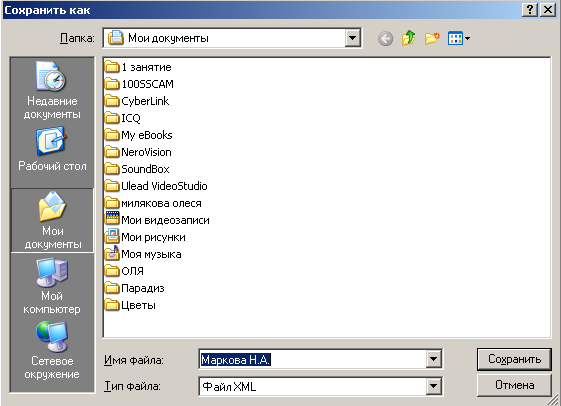 Сохранить как
Папка:
Мои документы
Недавние
документы
Рабочий стол
Мои
документы
Мой
компьютер
Сетевое
окружение
1 занятие
100SSCAM
CyberLink
ICQ
My eBooks
NeroVision
SoundBox
Ulead VideoStudio
милякова олеся
Мои видеозаписи
Мои рисунки
Моя музыка
ОЛЯ
Парадиз
Цветы
Имя файла:
Маркова Н.А.
Сохранить
Тип файла:
Файл XML
Отмена